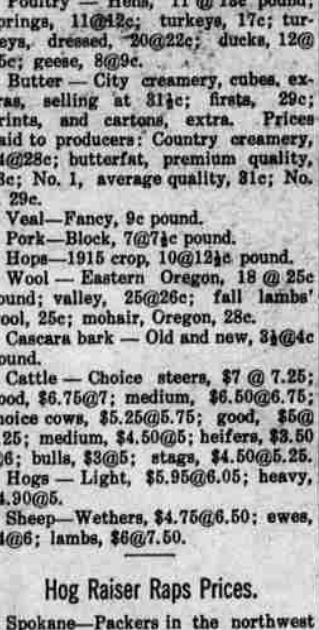 Poultry — Hens, 11 @ 13c pound;
prings, 11@12c; turkeys, 17c; tur-
eys, dressed, 20@22c; ducks, 12@
5c; geese, 8@9c.
Butter — City creamery, cubes, ex-
ras, selling at 31½c; firsts, 29c;
rints, and cartons, extra. Prices
aid to producers: Country creamery,
4@28c; butterfat, premium quality,
3c; No. 1, average quality, 31c; No.
29c.
Veal—Fancy, 9c pound.
Pork—Block, 7@7½c pound.
Hops—1915 crop, 10@12½c pound.
Wool — Eastern Oregon, 18 @ 25c
ound; valley, 25@26c; fall lambs'
ool, 25c; mohair, Oregon, 28c.
Cascara bark — Old and new, 3½@4c
ound.
Cattle — Choice steers, $7 @ 7.25;
ood, $6.75@7; medium, $6.50@6.75;
hoice cows, $5.25@5.75; good, $5@
.25; medium, $4.50@5; heifers, $3.50
@6; bulls, $3@5; stags, $4.50@5.25.
Hogs — Light, $5.95@6.05; heavy,
4.90@5.
Sheep—Wethers, $4.75@6.50; ewes,
4@6; lambs, $6@7.50.
Hog Raiser Raps Prices.
Spokane—Packers in the northwest